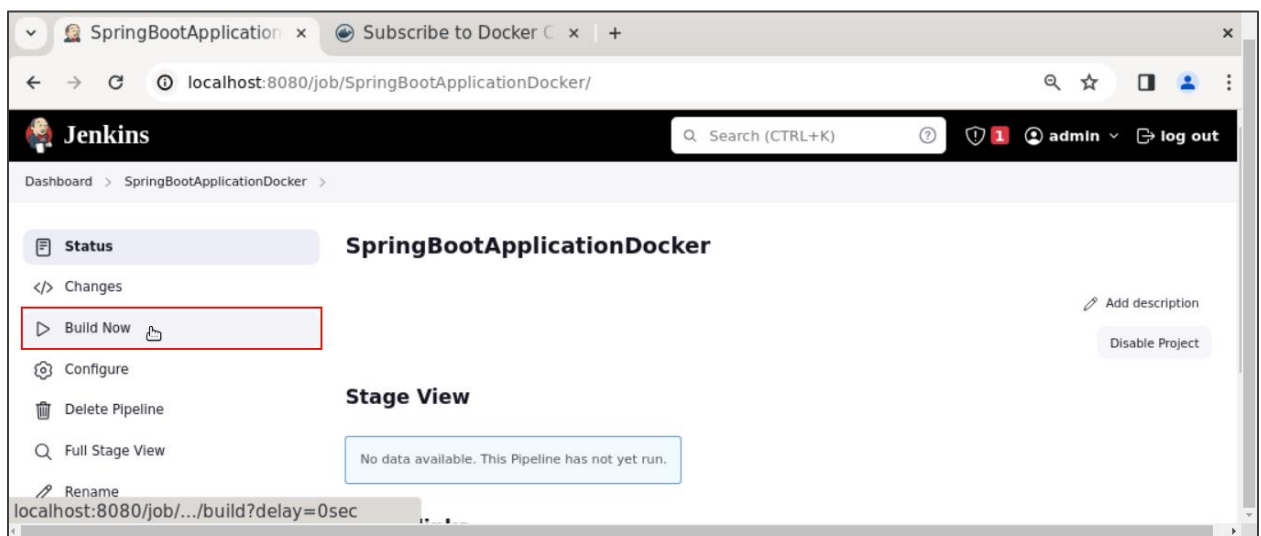 SpringBootApplication
Subscribe to Docker C
localhost:8080/job/SpringBootApplicationDocker/
Jenkins
Search (CTRL+K)
1
admin
log out
Dashboard > SpringBootApplicationDocker >
Status
SpringBootApplicationDocker
</> Changes
Add description
Build Now
Disable Project
Configure
Stage View
Delete Pipeline
Full Stage View
No data available. This Pipeline has not yet run.
Rename
localhost:8080/job/.../build?delay=0sec